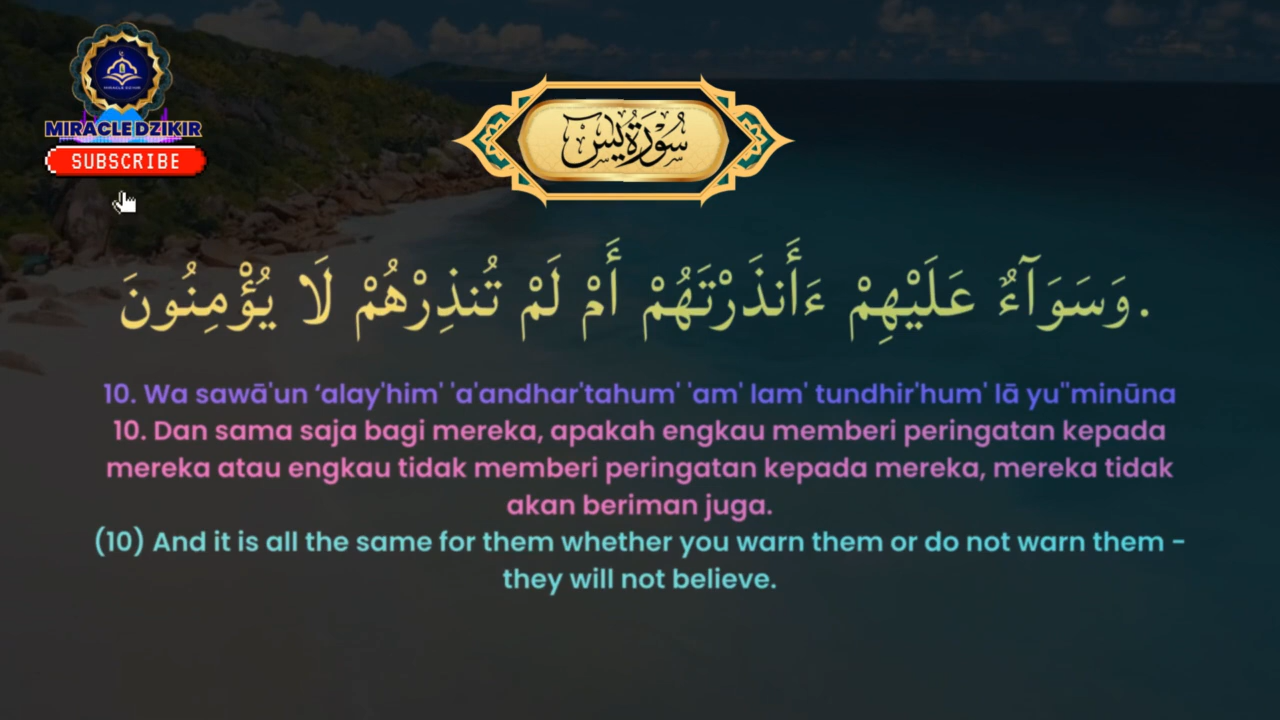 MIRACLE DZIKIR
MIRACLE DZIKIR
SUBSCRIBE
سُوْرَةُ يٰسٓ
وَسَوَآءٌ عَلَيْهِمْ ءَأَنذَرْتَهُمْ أَمْ لَمْ تُنذِرْهُمْ لَا يُؤْمِنُونَ.
10. Wa sawā'un ‘alay'him' 'a'andhar'tahum' 'am' lam' tundhir'hum' lā yu"minūna
10. Dan sama saja bagi mereka, apakah engkau memberi peringatan kepada
mereka atau engkau tidak memberi peringatan kepada mereka, mereka tidak
akan beriman juga.
(10) And it is all the same for them whether you warn them or do not warn them -
they will not believe.